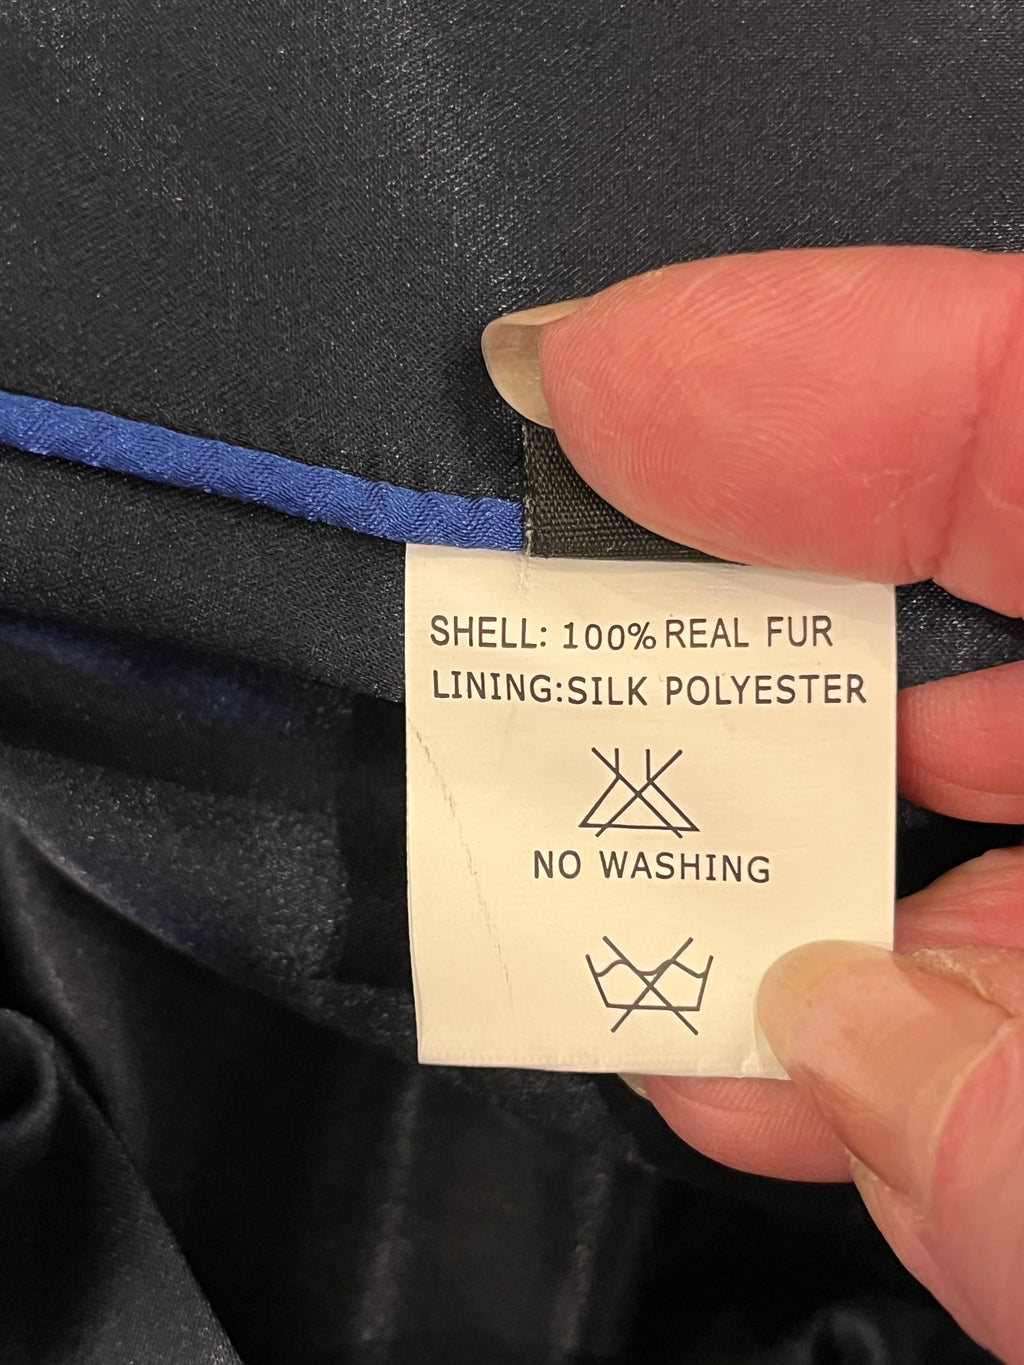 SHELL: 100% REAL FUR
LINING:SILK POLYESTER
NO WASHING